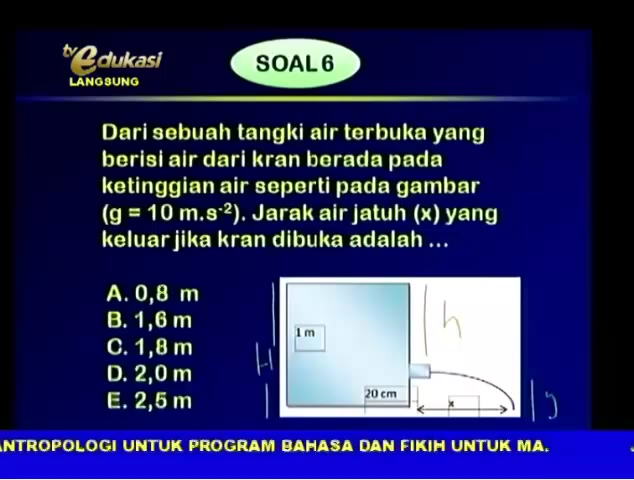 tv edukasi
LANGSUNG
SOAL 6
Dari sebuah tangki air terbuka yang
berisi air dari kran berada pada
ketinggian air seperti pada gambar
(g = 10 m.s⁻²). Jarak air jatuh (x) yang
keluar jika kran dibuka adalah ...
A. 0,8 m
B. 1,6 m
C. 1,8 m
D. 2,0 m
E. 2,5 m
1 m
h
H
20 cm
x
y
ANTROPOLOGI UNTUK PROGRAM BAHASA DAN FIKIH UNTUK MA.